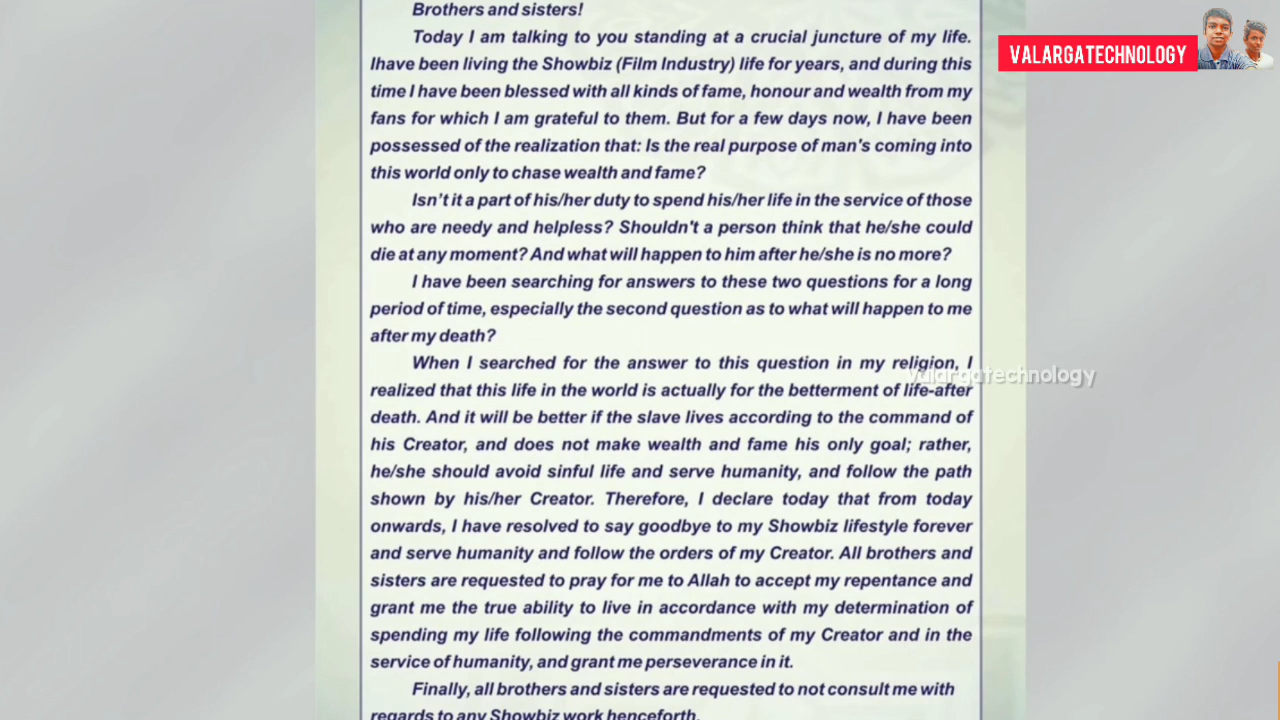 Brothers and sisters!
Today I am talking to you standing at a crucial juncture of my life.
Ihave been living the Showbiz (Film Industry) life for years, and during this
time I have been blessed with all kinds of fame, honour and wealth from my
fans for which I am grateful to them. But for a few days now, I have been
possessed of the realization that: Is the real purpose of man's coming into
this world only to chase wealth and fame?
Isn't it a part of his/her duty to spend his/her life in the service of those
who are needy and helpless? Shouldn't a person think that he/she could
die at any moment? And what will happen to him after he/she is no more?
I have been searching for answers to these two questions for a long
period of time, especially the second question as to what will happen to me
after my death?
When I searched for the answer to this question in my religion, I
realized that this life in the world is actually for the betterment of life-after
death. And it will be better if the slave lives according to the command of
his Creator, and does not make wealth and fame his only goal; rather,
he/she should avoid sinful life and serve humanity, and follow the path
shown by his/her Creator. Therefore, I declare today that from today
onwards, I have resolved to say goodbye to my Showbiz lifestyle forever
and serve humanity and follow the orders of my Creator. All brothers and
sisters are requested to pray for me to Allah to accept my repentance and
grant me the true ability to live in accordance with my determination of
spending my life following the commandments of my Creator and in the
service of humanity, and grant me perseverance in it.
Finally, all brothers and sisters are requested to not consult me with
regards to any Showbiz work henceforth.
VALARGATECHNOLOGY
valargatechnology